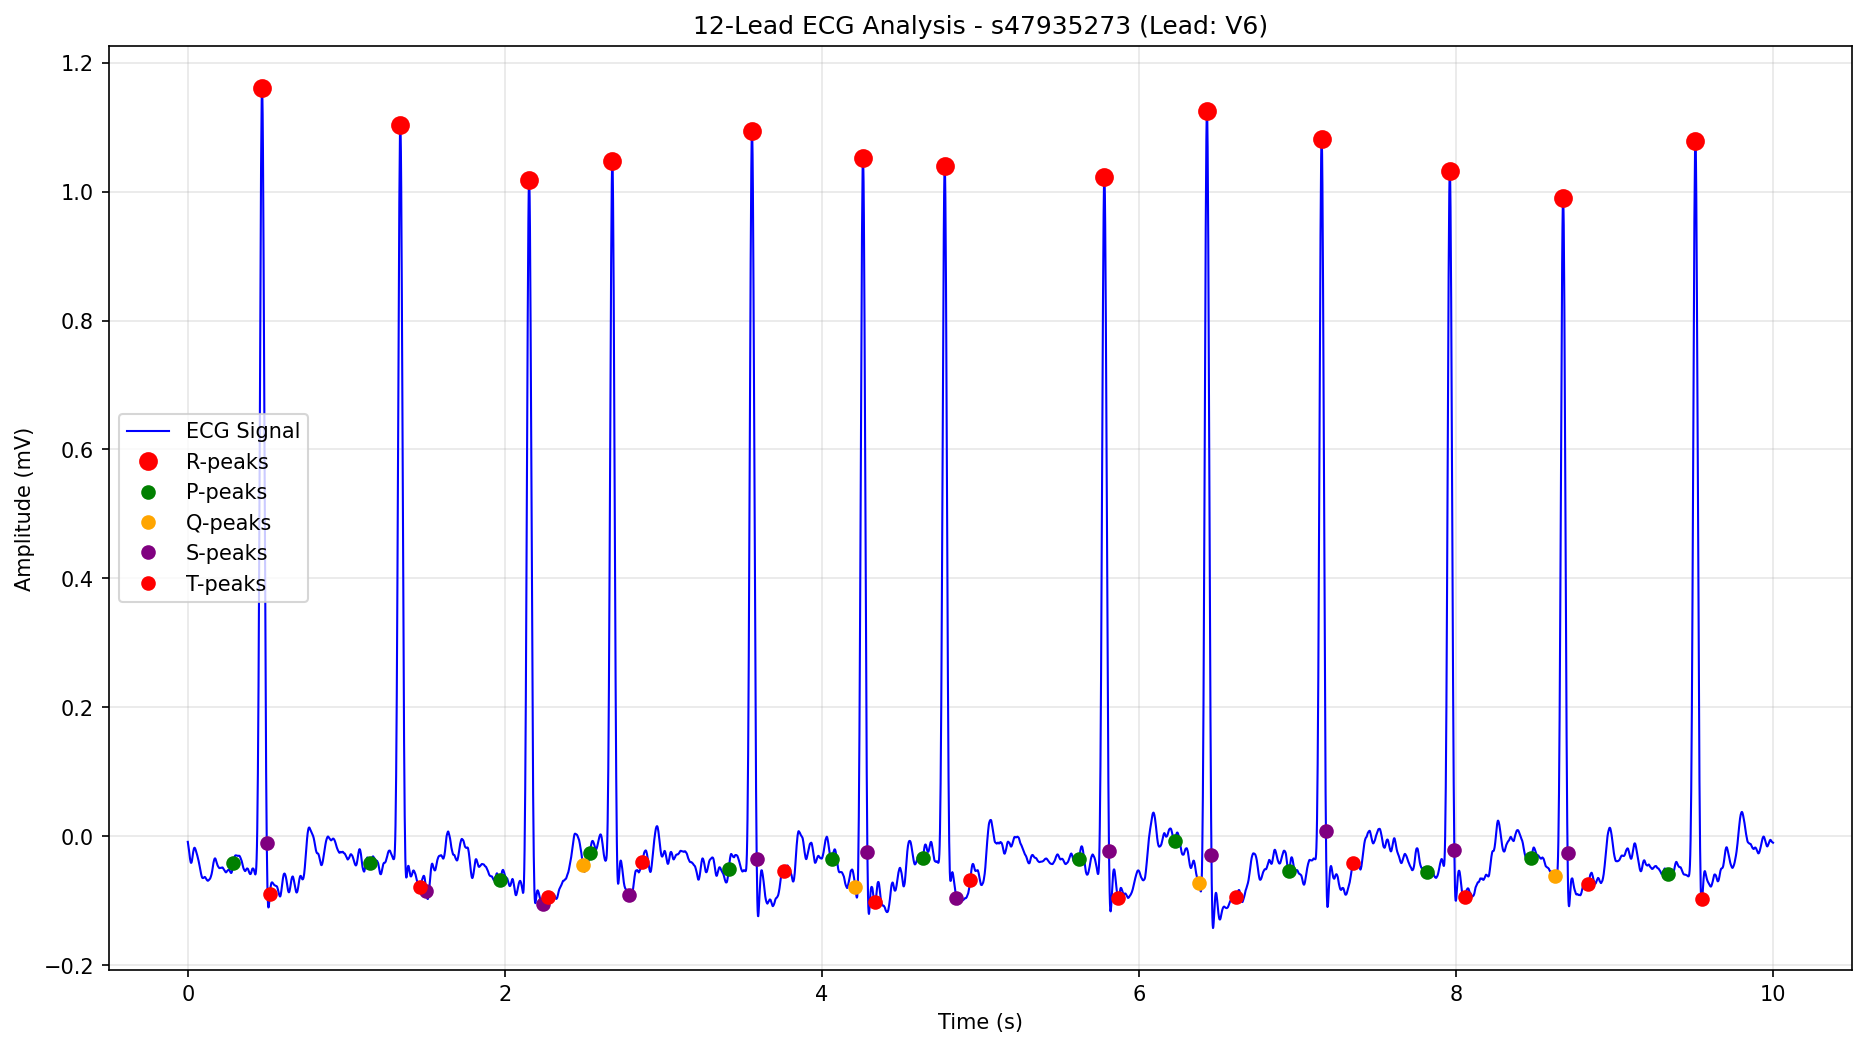 12-Lead ECG Analysis - s47935273 (Lead: V6)
1.2
1.0
0.8
0.6
0.4
0.2
0.0
−0.2
Amplitude (mV)
ECG Signal
R-peaks
P-peaks
Q-peaks
S-peaks
T-peaks
0 2 4 6 8 10
Time (s)